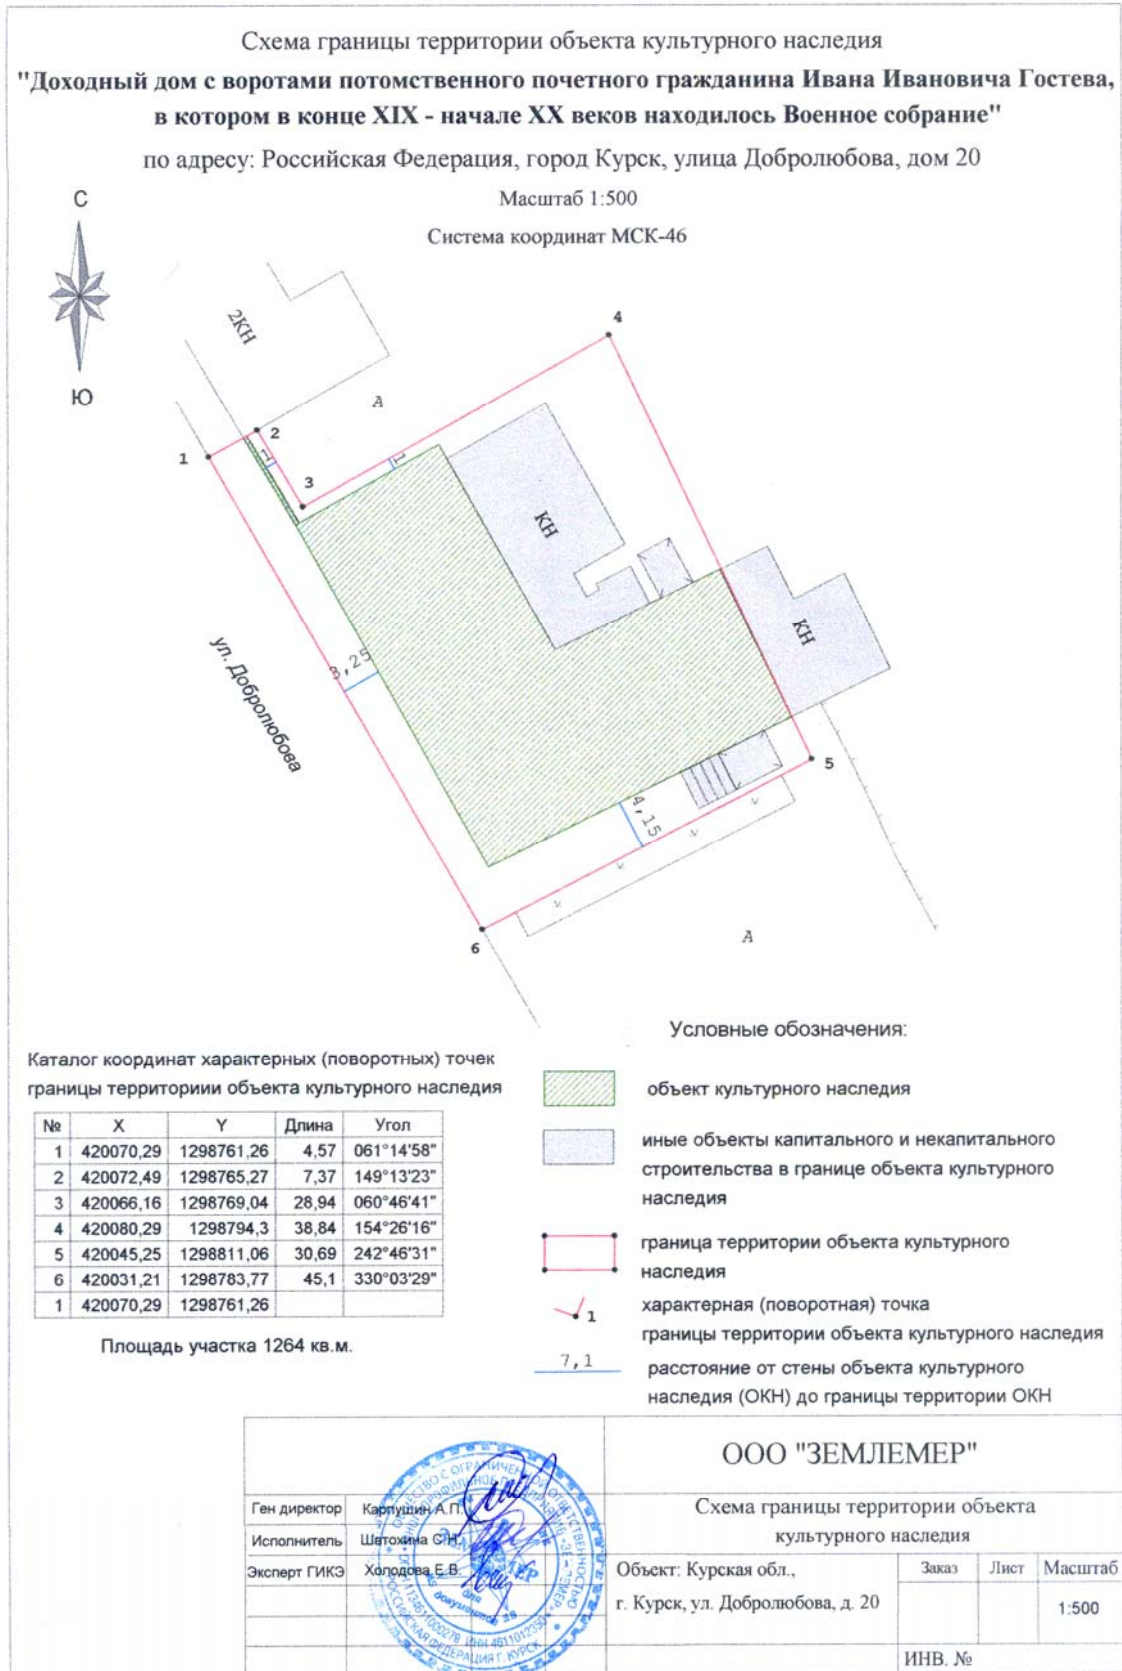 Схема границы территории объекта культурного наследия
"Доходный дом с воротами потомственного почетного гражданина Ивана Ивановича Гостева,
в котором в конце XIX - начале XX веков находилось Военное собрание"
по адресу: Российская Федерация, город Курск, улица Добролюбова, дом 20
Масштаб 1:500
Система координат МСК-46
С
Ю
2КН
А
4
2
1
1
1
3
КН
КН
ул. Добролюбова
3,25
5
4,15
6
А
Условные обозначения:
Каталог координат характерных (поворотных) точек
границы территориии объекта культурного наследия
№ X Y Длина Угол
1 420070,29 1298761,26 4,57 061°14'58"
2 420072,49 1298765,27 7,37 149°13'23"
3 420066,16 1298769,04 28,94 060°46'41"
4 420080,29 1298794,3 38,84 154°26'16"
5 420045,25 1298811,06 30,69 242°46'31"
6 420031,21 1298783,77 45,1 330°03'29"
1 420070,29 1298761,26
Площадь участка 1264 кв.м.
объект культурного наследия
иные объекты капитального и некапитального
строительства в границе объекта культурного
наследия
граница территории объекта культурного
наследия
1
характерная (поворотная) точка
границы территории объекта культурного наследия
7,1
расстояние от стены объекта культурного
наследия (ОКН) до границы территории ОКН
ООО "ЗЕМЛЕМЕР"
Ген директор Карпушин А.П.
Исполнитель Шатохина С.Н.
Эксперт ГИКЭ Холодова Е.В.
Схема границы территории объекта
культурного наследия
Объект: Курская обл.,
г. Курск, ул. Добролюбова, д. 20
Заказ Лист Масштаб
1:500
ИНВ. №
ОБЩЕСТВО С ОГРАНИЧЕННОЙ ОТВЕТСТВЕННОСТЬЮ
РОССИЙСКАЯ ФЕДЕРАЦИЯ Г. КУРСК
ИНН 4611012350
для
документов